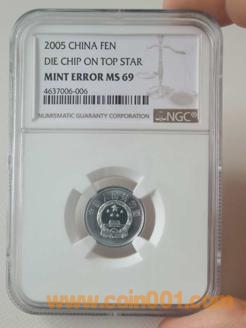 2005 CHINA FEN
DIE CHIP ON TOP STAR
MINT ERROR MS 69
4637006-006
NUMISMATIC GUARANTY CORPORATION
NGC
www.coin001.com